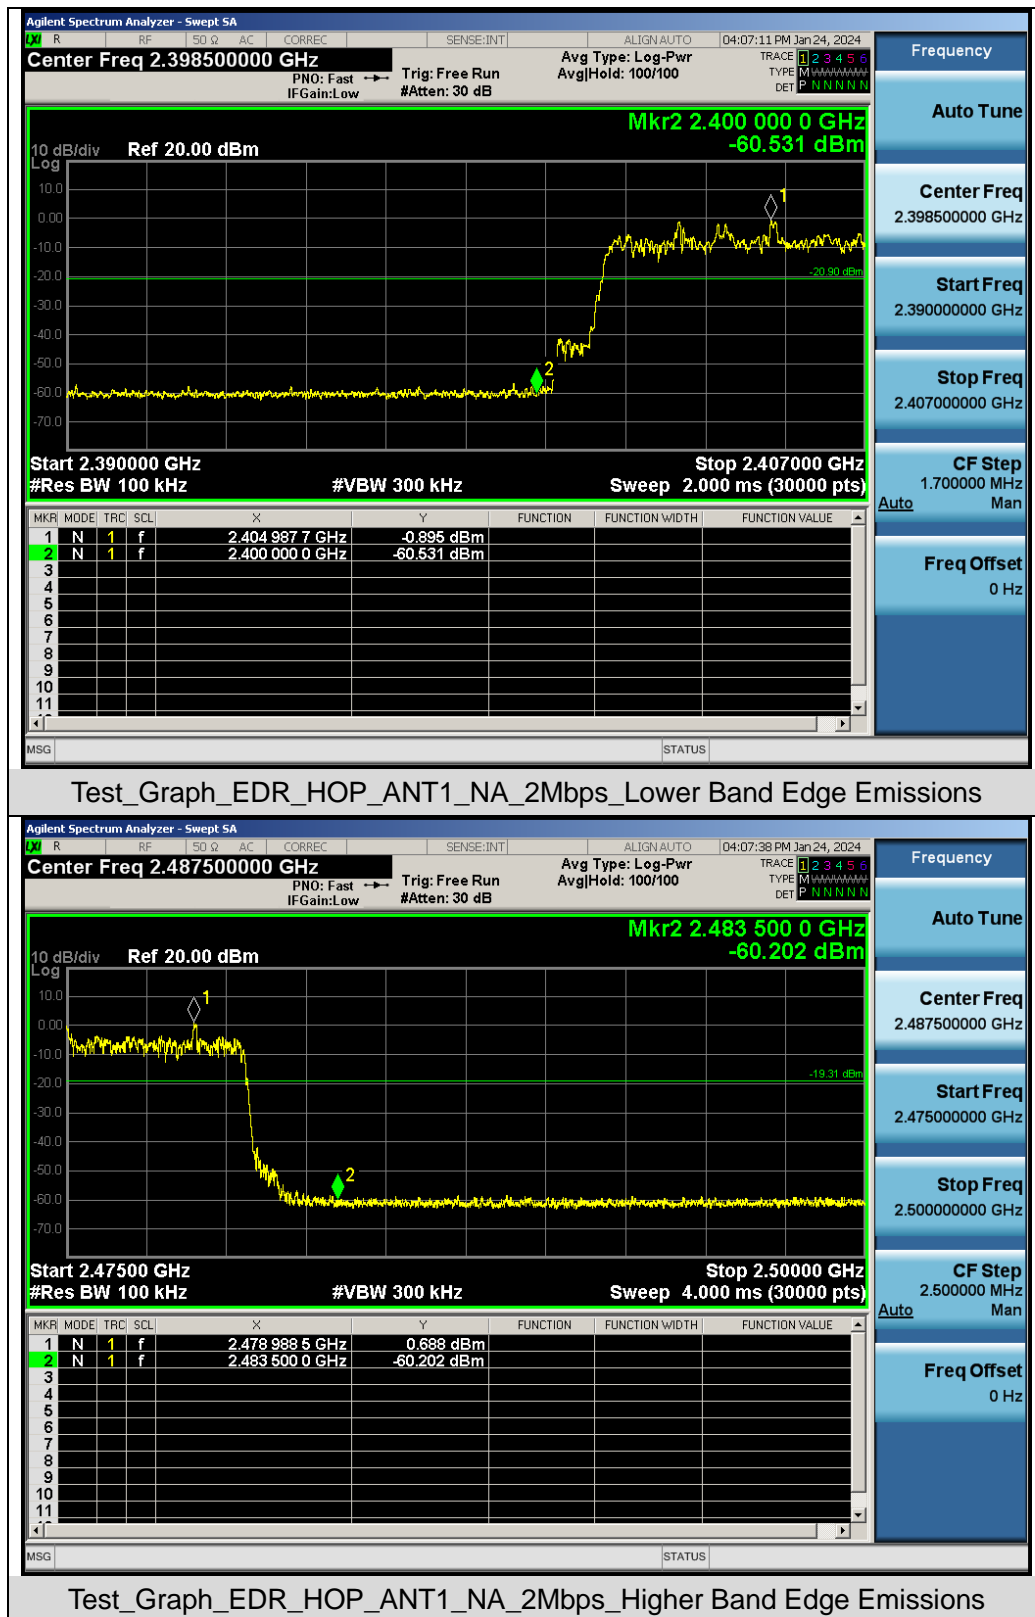 Agilent Spectrum Analyzer - Swept SA
LXI R RF 50 Ω AC CORREC SENSE:INT ALIGN AUTO 04:07:11 PM Jan 24, 2024
Center Freq 2.398500000 GHz
PNO: Fast
IFGain:Low
Trig: Free Run
#Atten: 30 dB
Avg Type: Log-Pwr
Avg|Hold: 100/100
TRACE 1 2 3 4 5 6
TYPE M
DET P N N N N N
Mkr2 2.400 000 0 GHz
-60.531 dBm
10 dB/div Ref 20.00 dBm
Log
10.0
0.00
-10.0
-20.0
-30.0
-40.0
-50.0
-60.0
-70.0
1
-20.90 dBm
2
Start 2.390000 GHz Stop 2.407000 GHz
#Res BW 100 kHz #VBW 300 kHz Sweep 2.000 ms (30000 pts)
MKR MODE TRC SCL X Y FUNCTION FUNCTION WIDTH FUNCTION VALUE
1 N 1 f 2.404 987 7 GHz -0.895 dBm
2 N 1 f 2.400 000 0 GHz -60.531 dBm
3
4
5
6
7
8
9
10
11
MSG STATUS
Frequency
Auto Tune
Center Freq
2.398500000 GHz
Start Freq
2.390000000 GHz
Stop Freq
2.407000000 GHz
CF Step
1.700000 MHz
Auto Man
Freq Offset
0 Hz
Test_Graph_EDR_HOP_ANT1_NA_2Mbps_Lower Band Edge Emissions
Agilent Spectrum Analyzer - Swept SA
LXI R RF 50 Ω AC CORREC SENSE:INT ALIGN AUTO 04:07:38 PM Jan 24, 2024
Center Freq 2.487500000 GHz
PNO: Fast
IFGain:Low
Trig: Free Run
#Atten: 30 dB
Avg Type: Log-Pwr
Avg|Hold: 100/100
TRACE 1 2 3 4 5 6
TYPE M
DET P N N N N N
Mkr2 2.483 500 0 GHz
-60.202 dBm
10 dB/div Ref 20.00 dBm
Log
10.0
0.00
-10.0
-20.0
-30.0
-40.0
-50.0
-60.0
-70.0
1
-19.31 dBm
2
Start 2.47500 GHz Stop 2.50000 GHz
#Res BW 100 kHz #VBW 300 kHz Sweep 4.000 ms (30000 pts)
MKR MODE TRC SCL X Y FUNCTION FUNCTION WIDTH FUNCTION VALUE
1 N 1 f 2.478 988 5 GHz 0.688 dBm
2 N 1 f 2.483 500 0 GHz -60.202 dBm
3
4
5
6
7
8
9
10
11
MSG STATUS
Frequency
Auto Tune
Center Freq
2.487500000 GHz
Start Freq
2.475000000 GHz
Stop Freq
2.500000000 GHz
CF Step
2.500000 MHz
Auto Man
Freq Offset
0 Hz
Test_Graph_EDR_HOP_ANT1_NA_2Mbps_Higher Band Edge Emissions